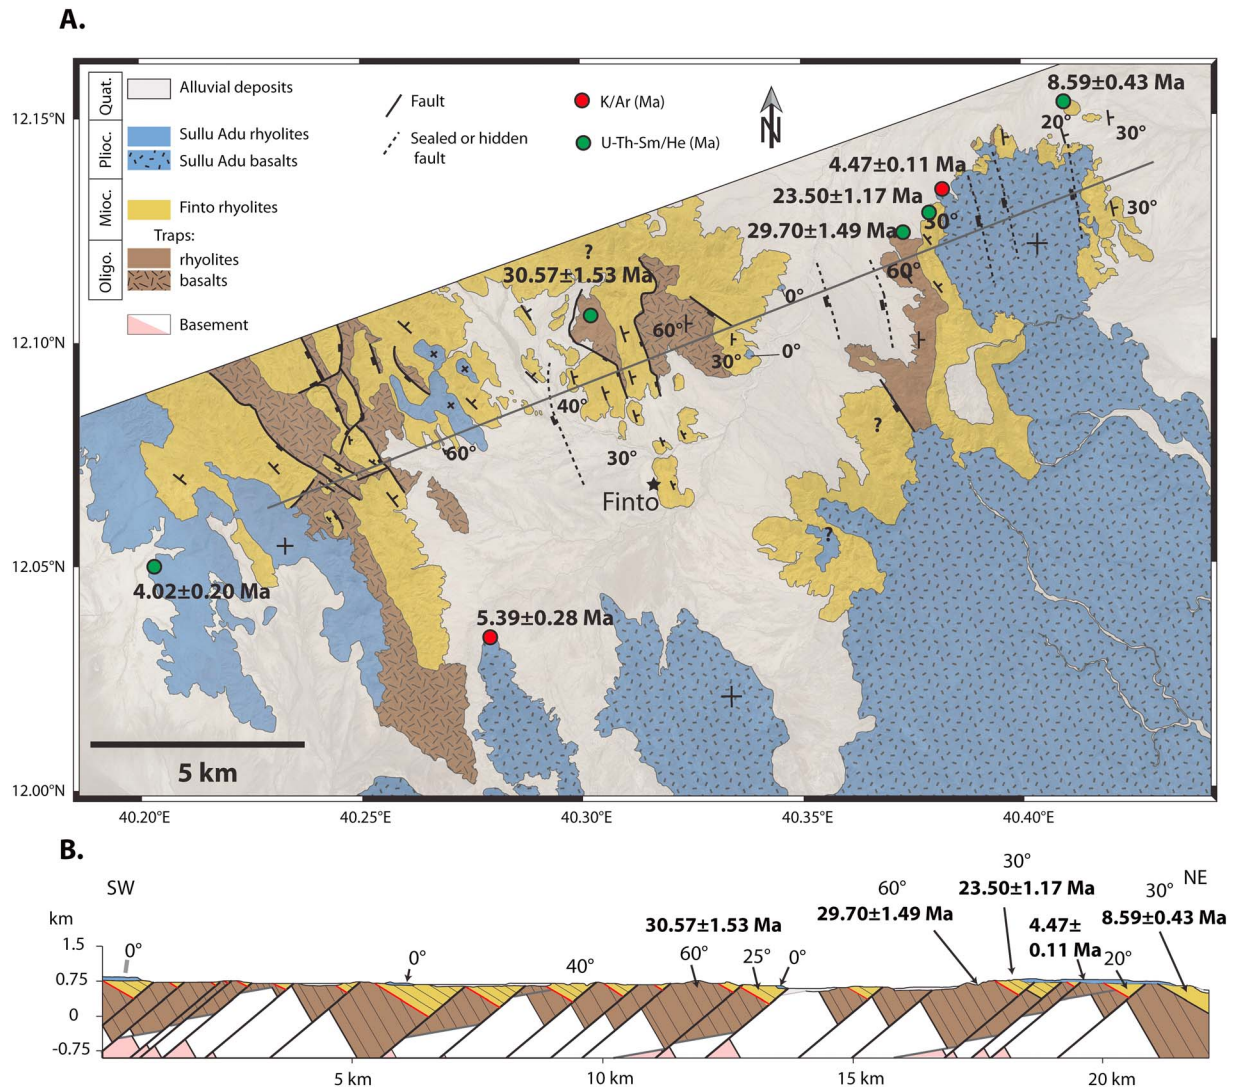 A.
Quat.
Plioc.
Mioc.
Oligo.
Alluvial deposits
Sullu Adu rhyolites
Sullu Adu basalts
Finto rhyolites
Traps:
rhyolites
basalts
Basement
Fault
Sealed or hidden
fault
K/Ar (Ma)
U-Th-Sm/He (Ma)
N
8.59±0.43 Ma
20°
30°
4.47±0.11 Ma
23.50±1.17 Ma
30°
30°
29.70±1.49 Ma
?
60°
30.57±1.53 Ma
0°
60°
30°
0°
40°
?
60°
30°
Finto
?
4.02±0.20 Ma
5.39±0.28 Ma
5 km
12.15°N
12.10°N
12.05°N
12.00°N
40.20°E
40.25°E
40.30°E
40.35°E
40.40°E
B.
SW
NE
km
1.5
0.75
0
-0.75
0°
0°
40°
30.57±1.53 Ma
60°
25°
0°
60°
29.70±1.49 Ma
30°
23.50±1.17 Ma
4.47±
0.11 Ma
20°
30°
8.59±0.43 Ma
5 km
10 km
15 km
20 km